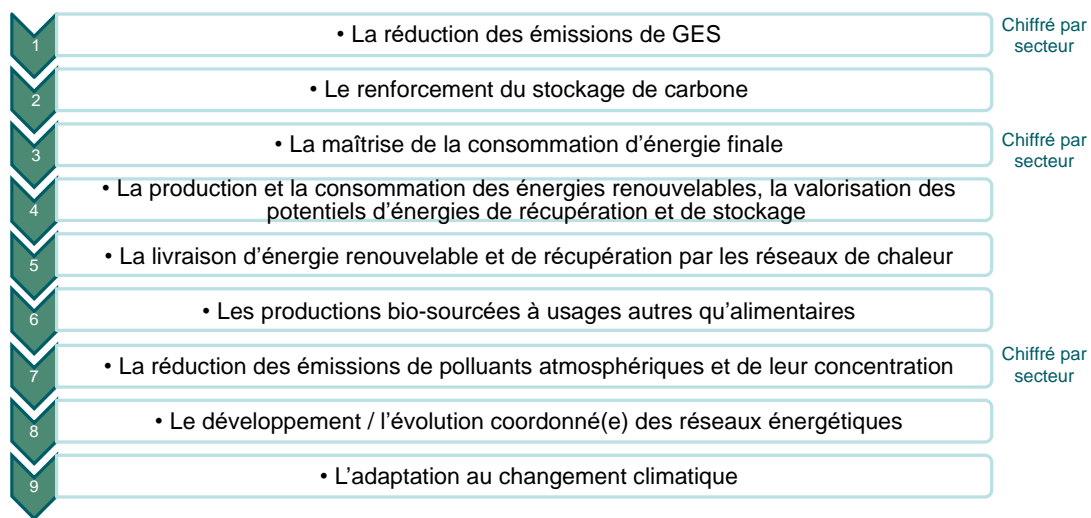 1
• La réduction des émissions de GES
Chiffré par
secteur
2
• Le renforcement du stockage de carbone
3
• La maîtrise de la consommation d'énergie finale
Chiffré par
secteur
4
• La production et la consommation des énergies renouvelables, la valorisation des
potentiels d'énergies de récupération et de stockage
5
• La livraison d'énergie renouvelable et de récupération par les réseaux de chaleur
6
• Les productions bio-sourcées à usages autres qu'alimentaires
7
• La réduction des émissions de polluants atmosphériques et de leur concentration
Chiffré par
secteur
8
• Le développement / l'évolution coordonné(e) des réseaux énergétiques
9
• L'adaptation au changement climatique